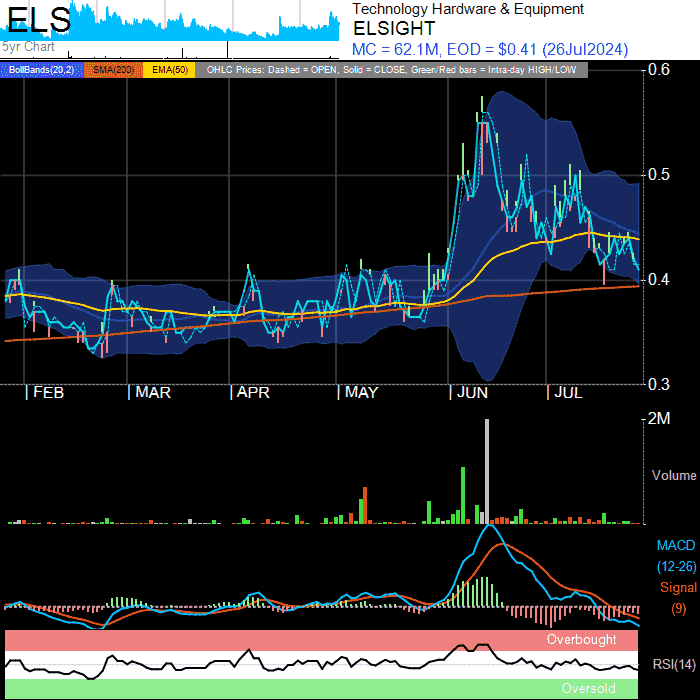 ELS
5yr Chart
Technology Hardware & Equipment
ELSIGHT
MC = 62.1M, EOD = $0.41 (26Jul2024)
BollBands(20,2) SMA(200) EMA(50) OHLC Prices: Dashed = OPEN, Solid = CLOSE, Green/Red bars = Intra-day HIGH/LOW
0.6
0.5
0.4
0.3
FEB MAR APR MAY JUN JUL
2M
Volume
MACD
(12-26)
Signal
(9)
Overbought
RSI(14)
Oversold